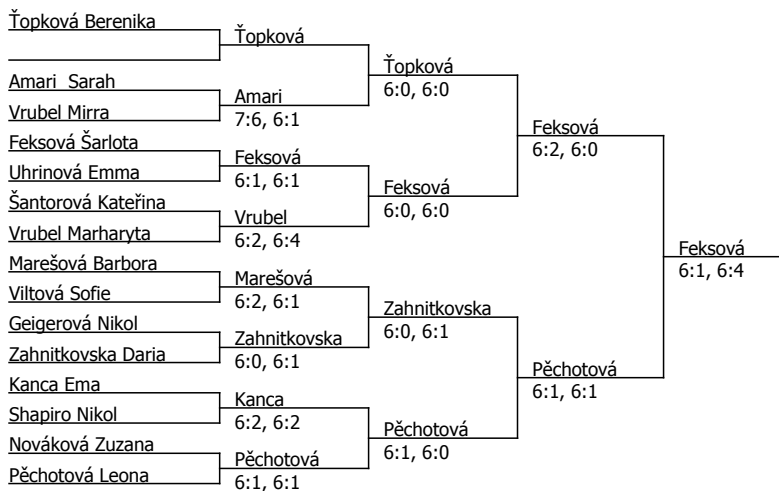 Ťopková Berenika
Ťopková
Ťopková
6:0, 6:0
Amari  Sarah
Amari
7:6, 6:1
Vrubel Mirra
Feksová
6:2, 6:0
Feksová Šarlota
Feksová
6:1, 6:1
Uhrinová Emma
Feksová
6:0, 6:0
Šantorová Kateřina
Vrubel
6:2, 6:4
Vrubel Marharyta
Feksová
6:1, 6:4
Marešová Barbora
Marešová
6:2, 6:1
Viltová Sofie
Zahnitkovska
6:0, 6:1
Geigerová Nikol
Zahnitkovska
6:0, 6:1
Zahnitkovska Daria
Pěchotová
6:1, 6:1
Kanca Ema
Kanca
6:2, 6:2
Shapiro Nikol
Pěchotová
6:1, 6:0
Nováková Zuzana
Pěchotová
6:1, 6:1
Pěchotová Leona